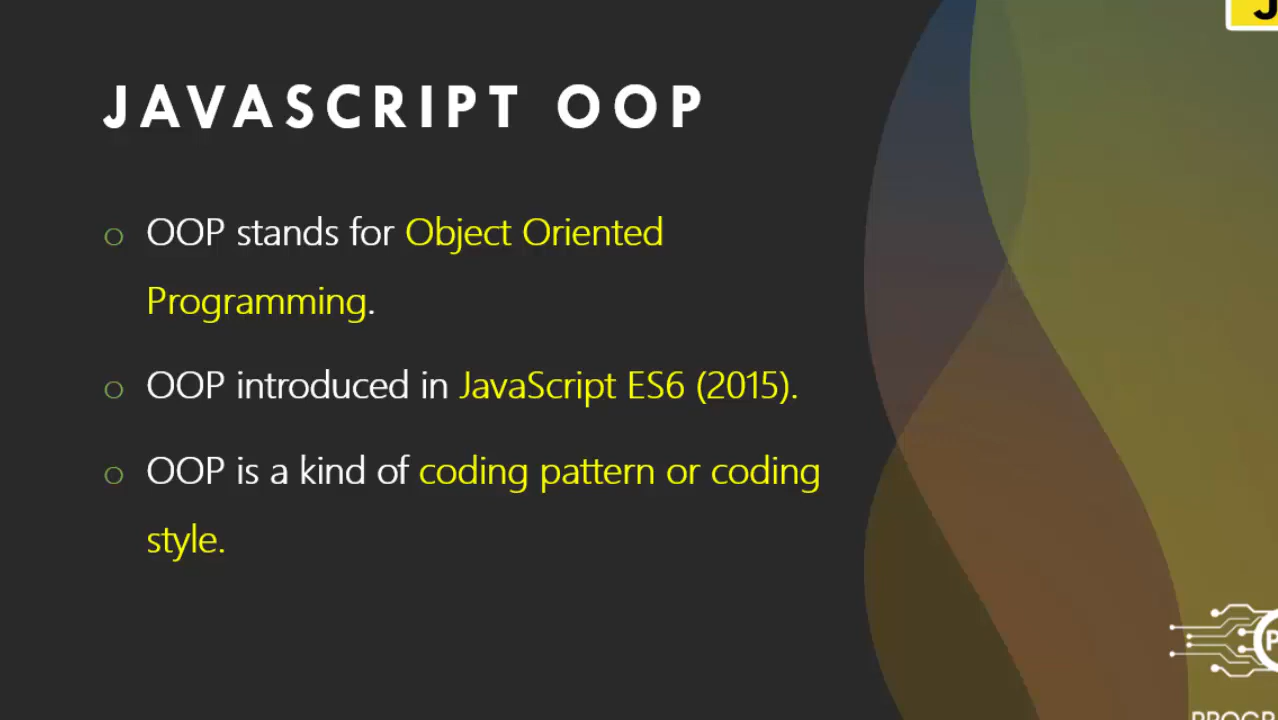 JAVASCRIPT OOP
o OOP stands for Object Oriented
Programming.
o OOP introduced in JavaScript ES6 (2015).
o OOP is a kind of coding pattern or coding
style.